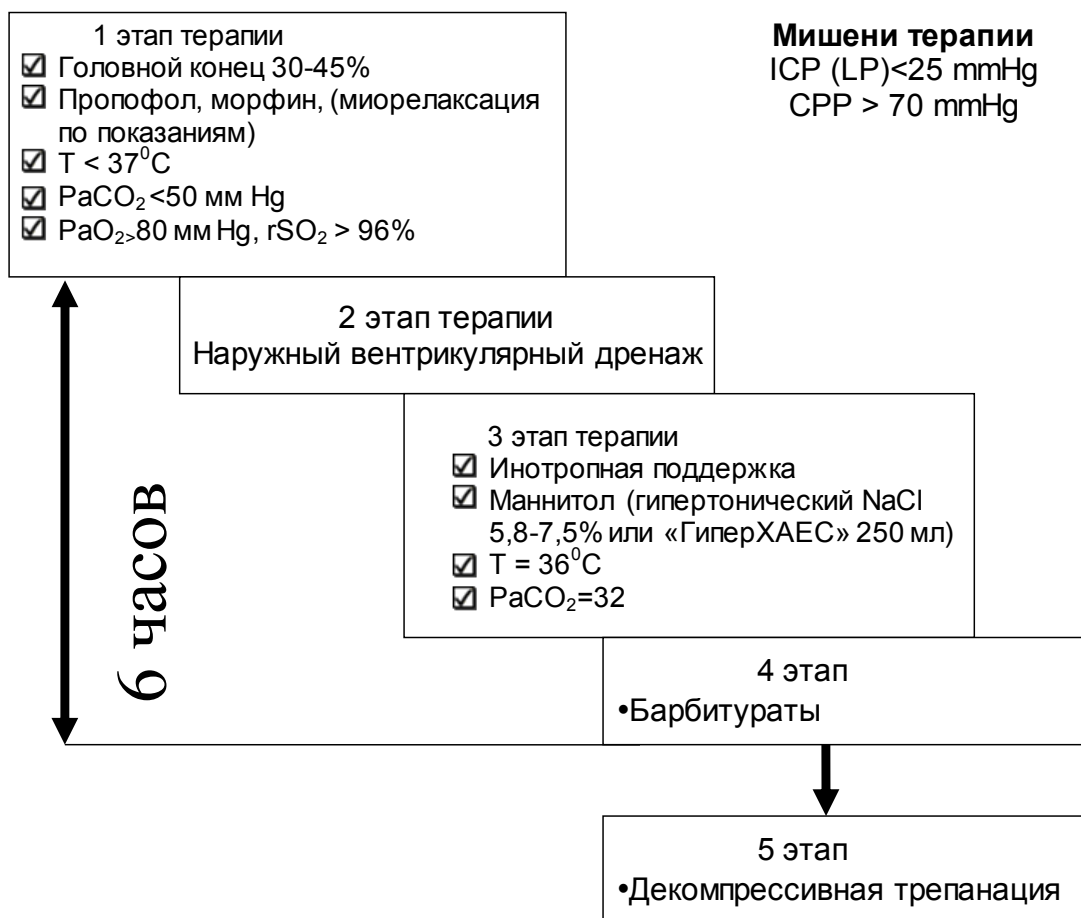 1 этап терапии
Головной конец 30-45%
Пропофол, морфин, (миорелаксация
по показаниям)
T < 37⁰C
PaCO₂ <50 мм Hg
PaO₂>80 мм Hg, rSO₂ > 96%
Мишени терапии
ICP (LP)<25 mmHg
CPP > 70 mmHg
2 этап терапии
Наружный вентрикулярный дренаж
3 этап терапии
Инотропная поддержка
Маннитол (гипертонический NaCl
5,8-7,5% или «ГиперХАЕС» 250 мл)
T = 36⁰C
PaCO₂=32
6 часов
4 этап
•Барбитураты
5 этап
•Декомпрессивная трепанация